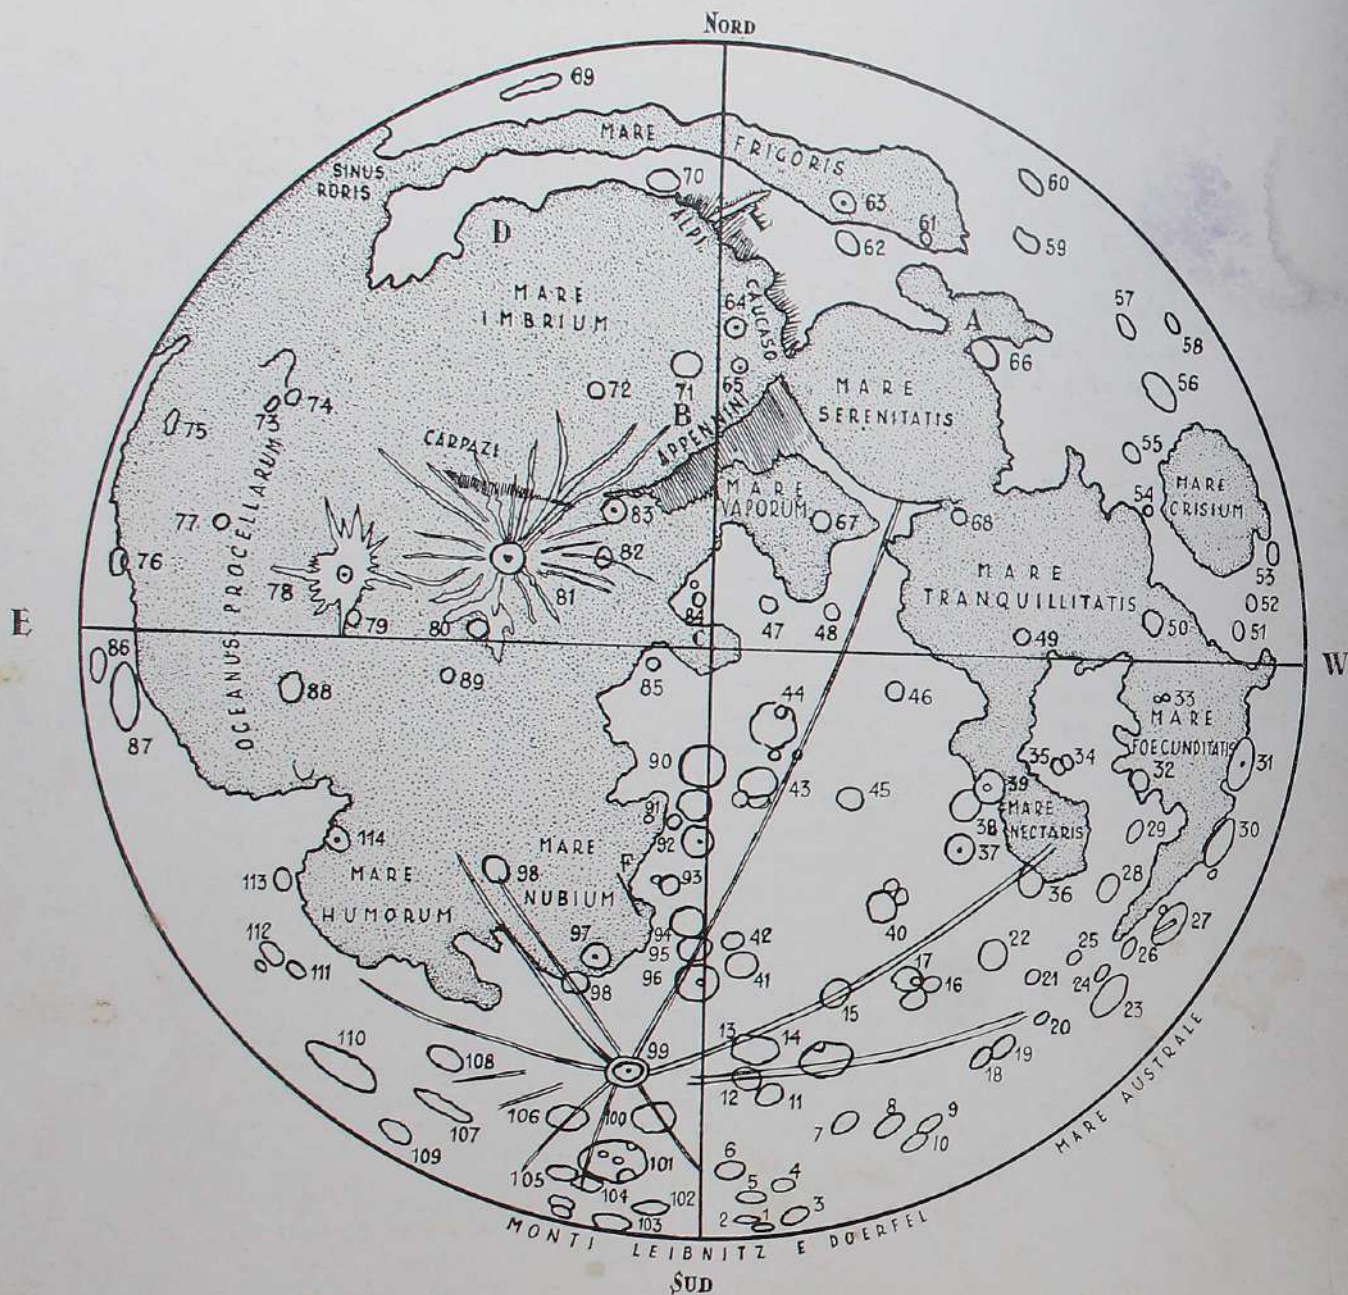 NORD
69
MARE
FRIGORIS
SINUS
RORIS
70
60
63
61
ALPI
E
62
59
D
MARE
IMBRIUM
CAUCASO
64
57
58
A
66
65
71
72
56
MARE
SERENITATIS
74
73
75
B
APPENNINI
CARPAZI
55
MARE
CRISIUM
54
MARE
VAPORUM
67
68
83
77
OCEANUS PROCELLARUM
76
82
53
78
81
MARE
TRANQUILLITATIS
84
47
48
52
E
79
80
C
49
50
51
W
86
85
89
88
44
46
33
MARE
FOECUNDITATIS
87
90
35
34
32
31
43
45
39
91
MARE
NECTARIS
38
92
37
29
30
114
98
MARE
NUBIUM
F
93
113
MARE
HUMORUM
36
28
40
27
94
42
112
97
95
22
25
26
111
98
96
41
17
16
21
24
23
15
20
13
14
110
108
99
19
18
12
11
106
100
7
8
9
10
107
109
MARE AUSTRALE
101
6
105
5
4
104
102
103
2
1
3
MONTI LEIBNITZ E DOERFEL
SUD